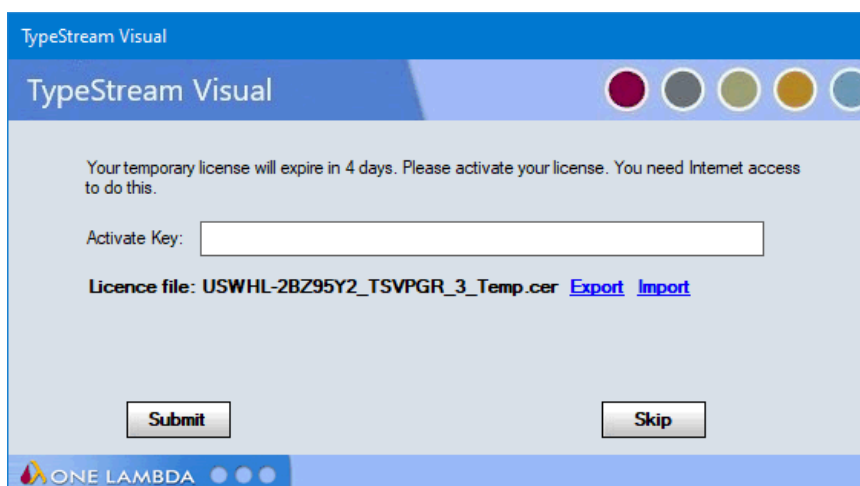 TypeStream Visual
TypeStream Visual
Your temporary license will expire in 4 days. Please activate your license. You need Internet access
to do this.
Activate Key:
Licence file: USWHL-2BZ95Y2_TSVPGR_3_Temp.cer Export Import
Submit Skip
ONE LAMBDA